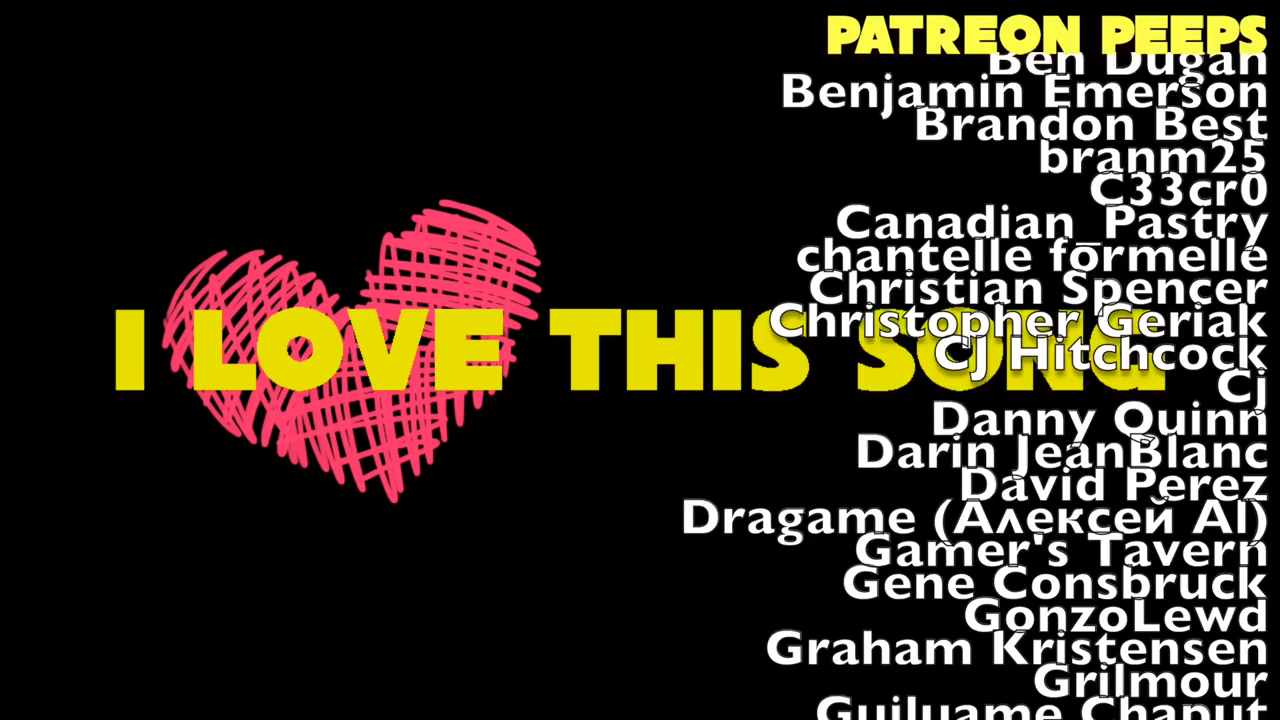 PATREON PEEPS
Ben Dugan
Benjamin Emerson
Brandon Best
branm25
C33cr0
Canadian_Pastry
chantelle formelle
Christian Spencer
Christopher Geriak
I LOVE THIS SONG
CJ Hitchcock
Cj
Danny Quinn
Darin JeanBlanc
David Perez
Dragame (Алексей Al)
Gamer's Tavern
Gene Consbruck
GonzoLewd
Graham Kristensen
Grilmour
Guiluame Chaput